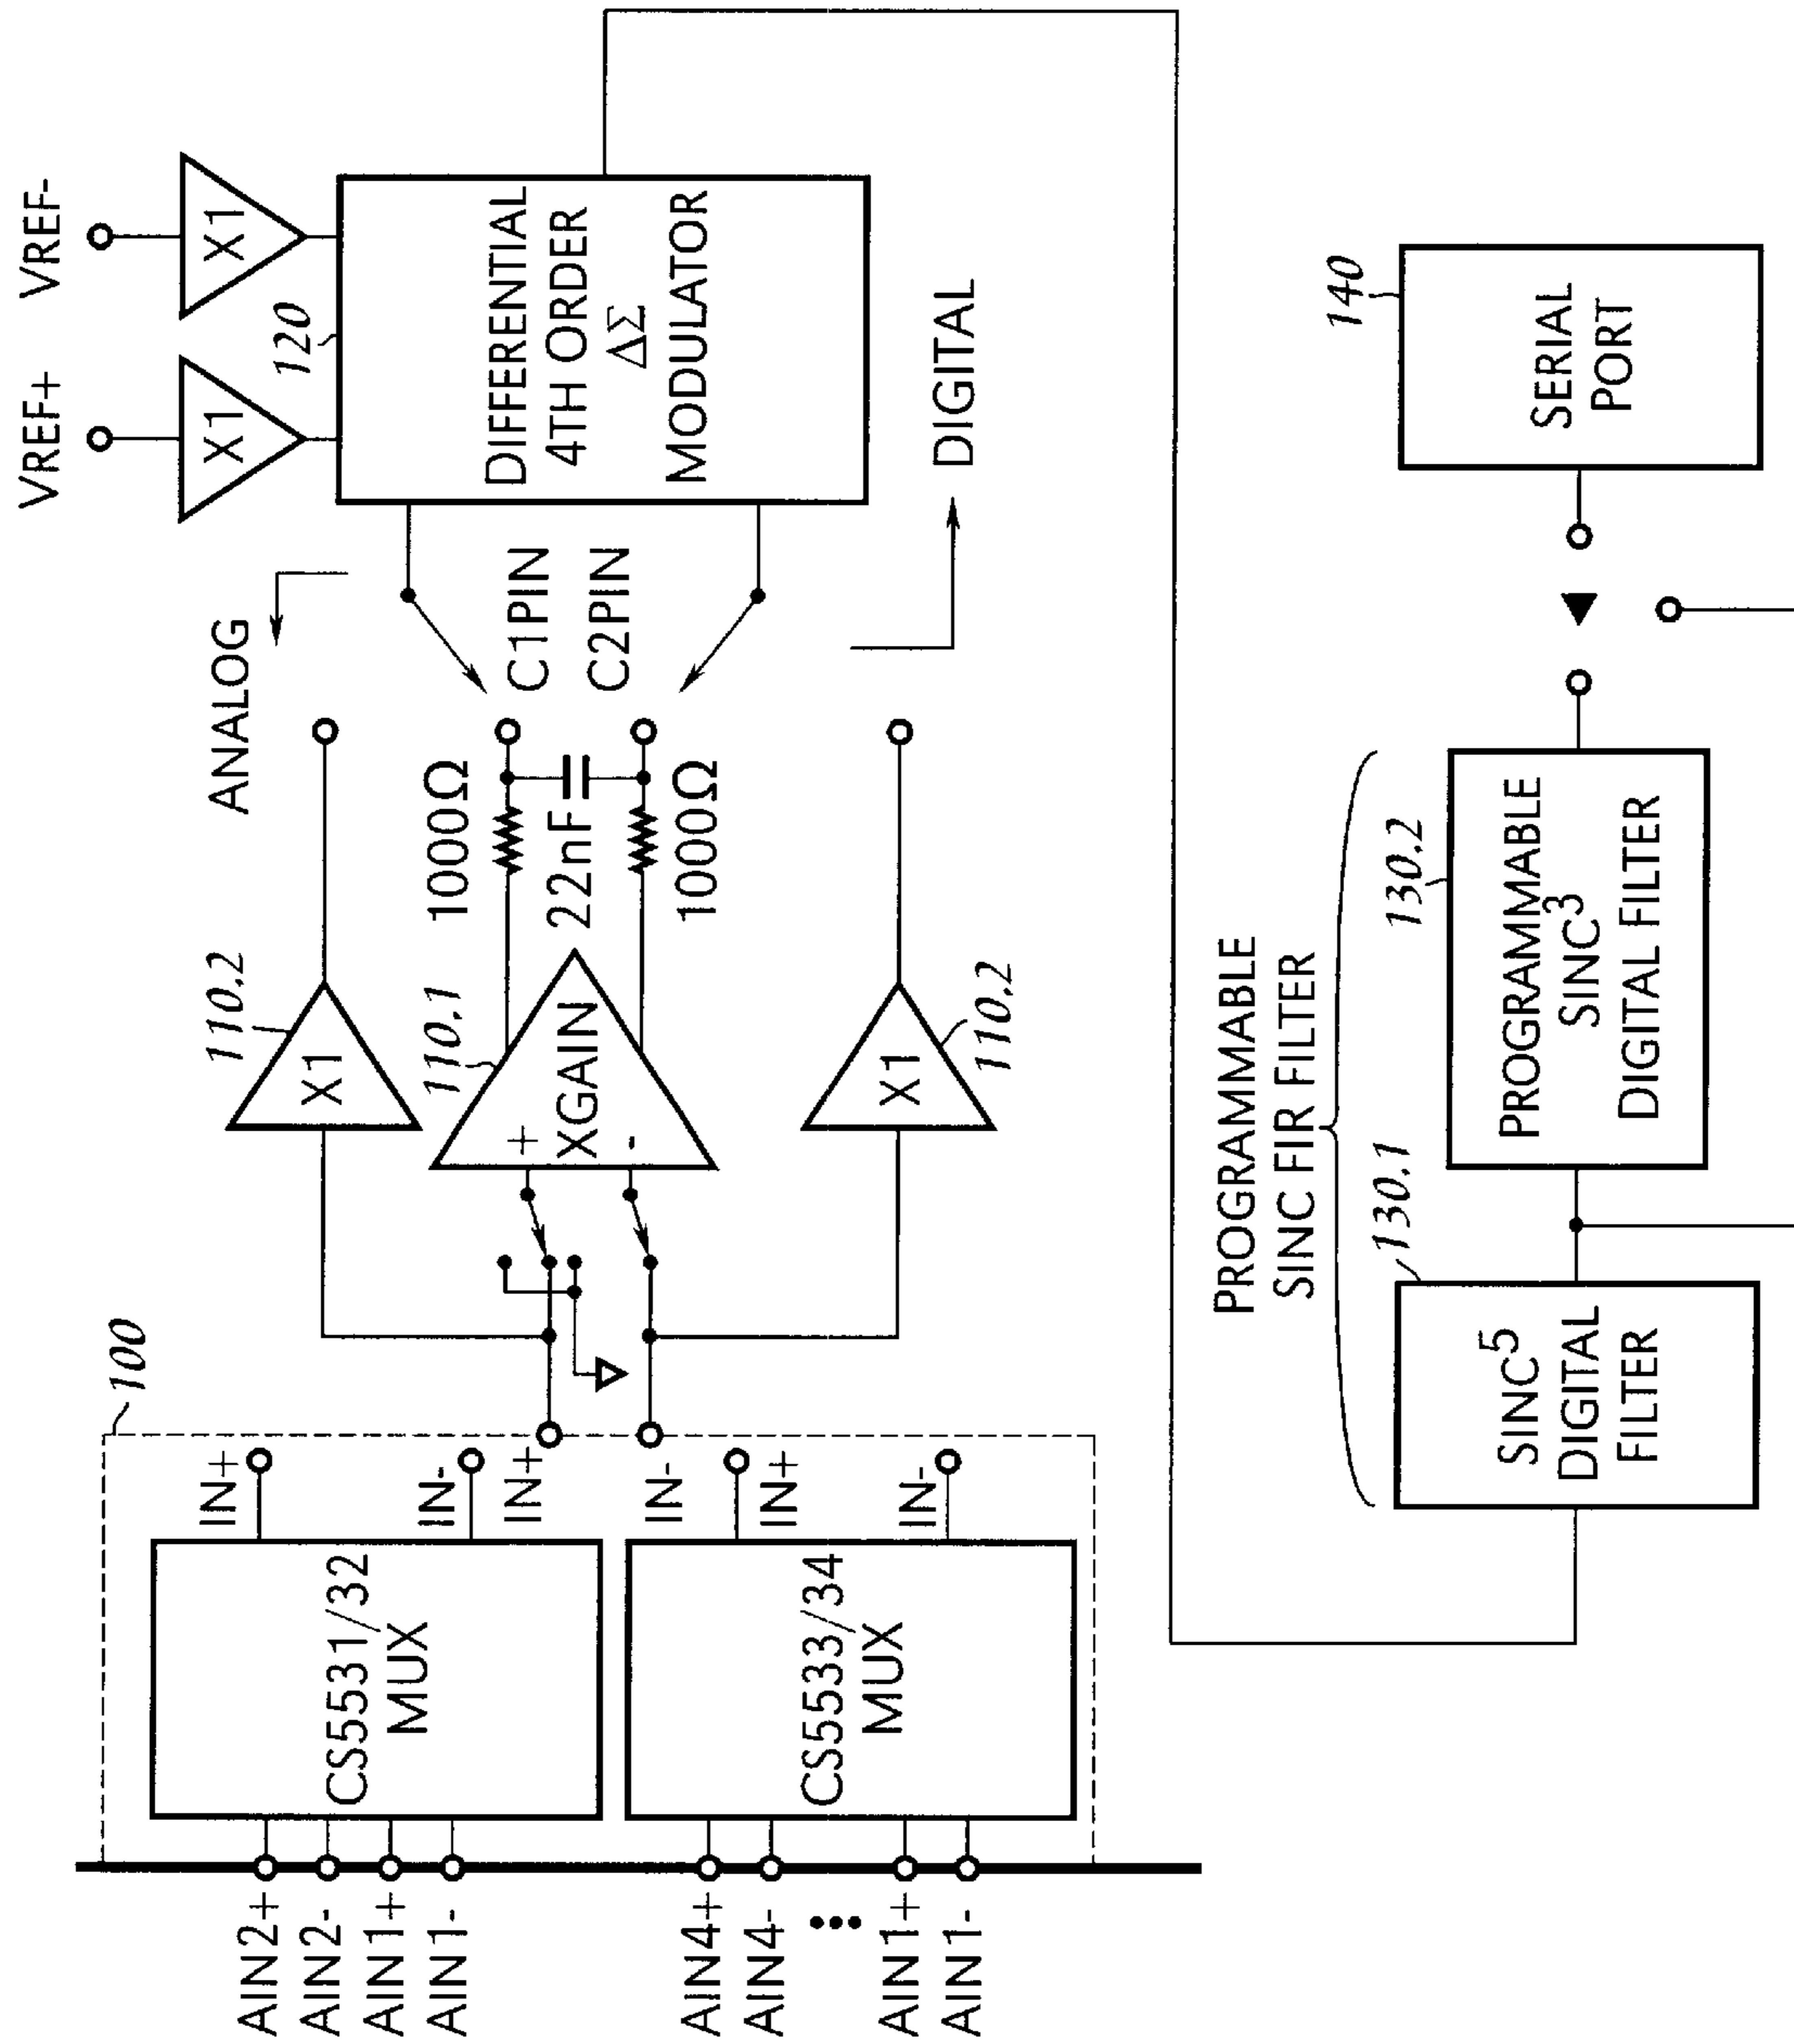 AIN2+
AIN2-
AIN1+
AIN1-
AIN4+
AIN4-
•••
AIN1+
AIN1-
100
CS5531/32
MUX
IN+
IN-
IN+
IN-
CS5533/34
MUX
IN+
IN-
110.2
X1
110.1
+
XGAIN
-
X1
110.2
1000Ω
22nF
1000Ω
ANALOG
C1PIN
C2PIN
DIGITAL
VREF+
VREF-
X1
X1
120
DIFFERENTIAL
4TH ORDER
ΔΣ
MODULATOR
PROGRAMMABLE
SINC FIR FILTER
130.1
SINC⁵
DIGITAL
FILTER
130.2
PROGRAMMABLE
SINC³
DIGITAL FILTER
140
SERIAL
PORT